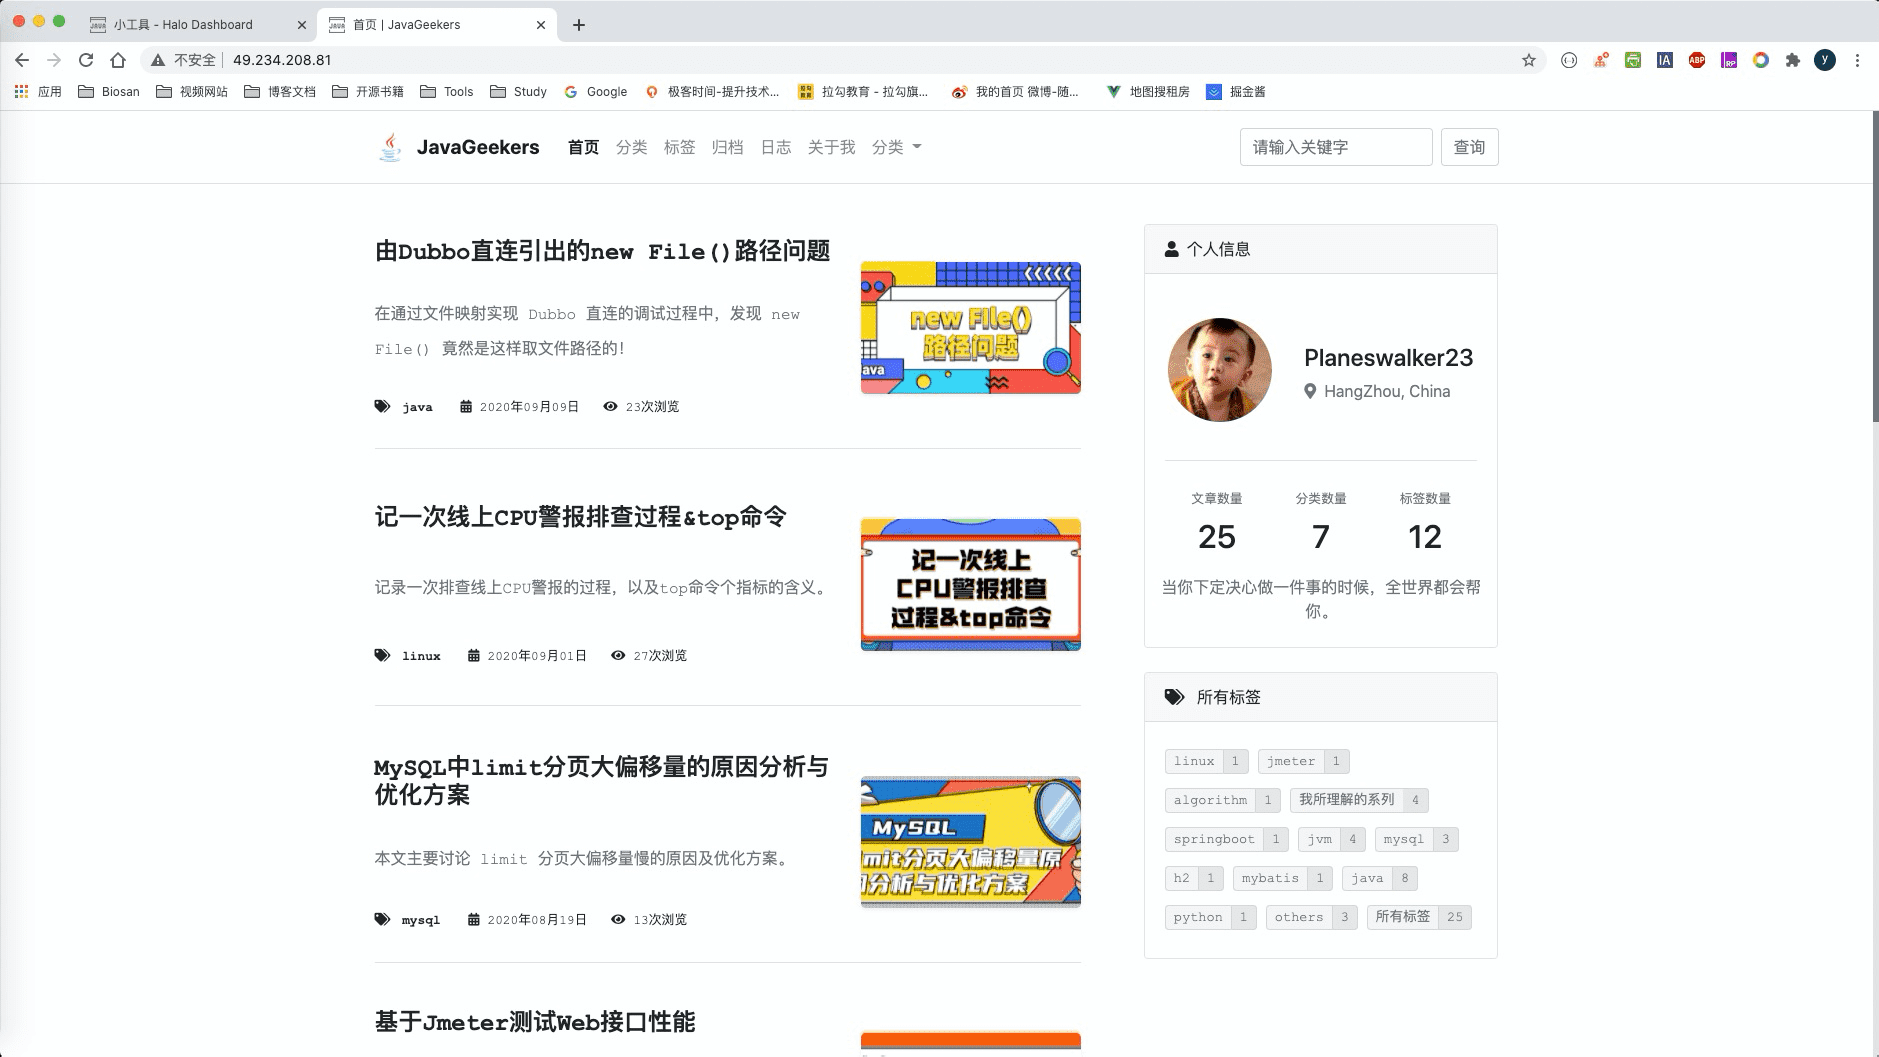 小工具 - Halo Dashboard
首页 | JavaGeekers
不安全 | 49.234.208.81
应用 Biosan 视频网站 博客文档 开源书籍 Tools Study Google 极客时间-提升技术... 拉勾教育 - 拉勾旗... 我的首页 微博-随... 地图搜租房 掘金酱
JavaGeekers 首页 分类 标签 归档 日志 关于我 分类 请输入关键字 查询
由Dubbo直连引出的new File()路径问题
在通过文件映射实现 Dubbo 直连的调试过程中，发现 new
File() 竟然是这样取文件路径的！
java 2020年09月09日 23次浏览
new File()
路径问题
ava
记一次线上CPU警报排查过程&top命令
记录一次排查线上CPU警报的过程，以及top命令个指标的含义。
linux 2020年09月01日 27次浏览
记一次线上
CPU警报排查
过程&top命令
MySQL中limit分页大偏移量的原因分析与
优化方案
本文主要讨论 limit 分页大偏移量慢的原因及优化方案。
mysql 2020年08月19日 13次浏览
MySQL
mit分页大偏移量原
因分析与优化方案
基于Jmeter测试Web接口性能
个人信息
Planeswalker23
HangZhou, China
文章数量 分类数量 标签数量
25 7 12
当你下定决心做一件事的时候，全世界都会帮
你。
所有标签
linux 1 jmeter 1
algorithm 1 我所理解的系列 4
springboot 1 jvm 4 mysql 3
h2 1 mybatis 1 java 8
python 1 others 3 所有标签 25
IA
ABP
RP
y